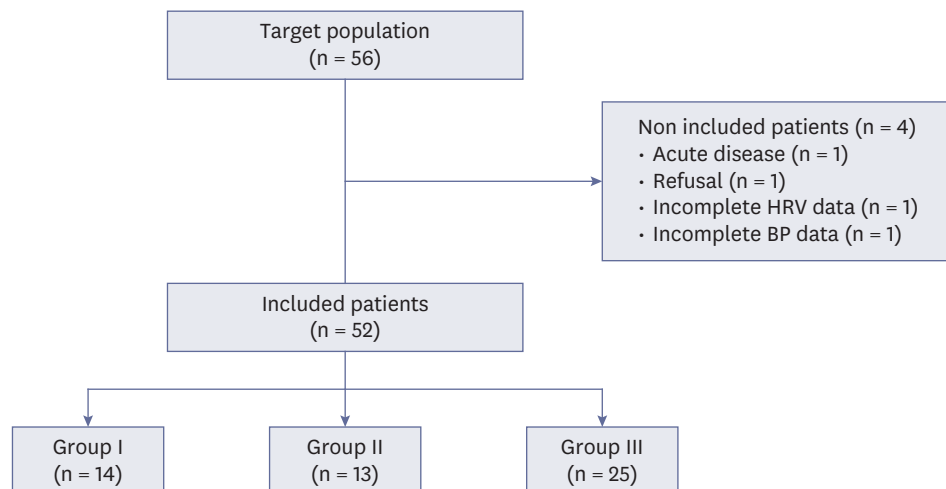 Target population
(n = 56)
Non included patients (n = 4)
• Acute disease (n = 1)
• Refusal (n = 1)
• Incomplete HRV data (n = 1)
• Incomplete BP data (n = 1)
Included patients
(n = 52)
Group I
(n = 14)
Group II
(n = 13)
Group III
(n = 25)